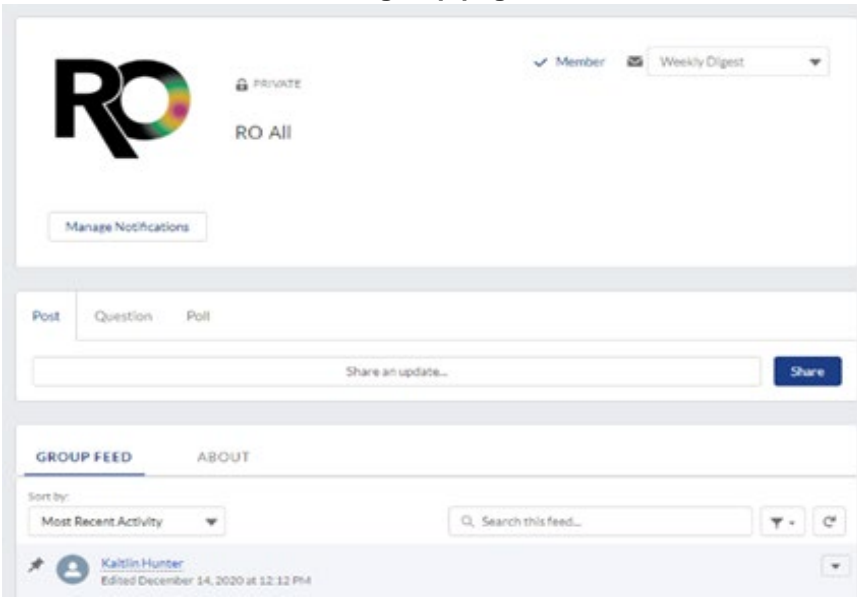 RO
PRIVATE
RO All
Member
Weekly Digest
Manage Notifications
Post Question Poll
Share an update...
Share
GROUP FEED ABOUT
Sort by:
Most Recent Activity
Search this feed...
Kaitlin Hunter
Edited December 14, 2020 at 12:12 PM